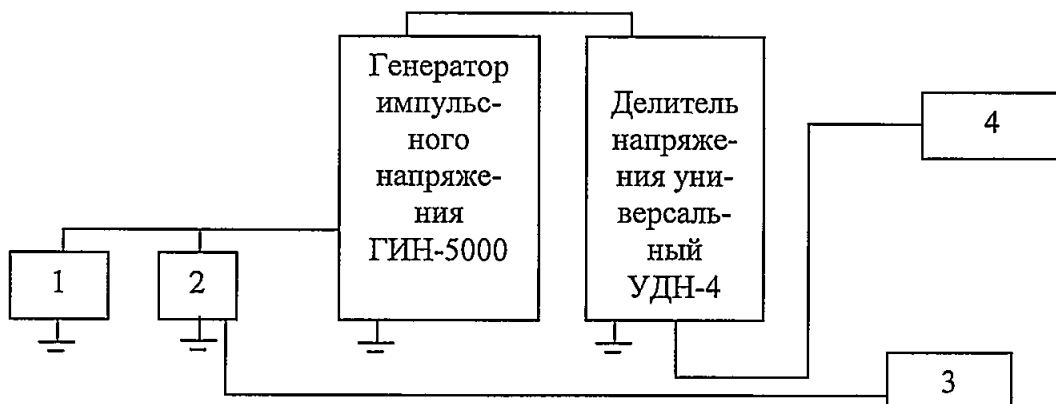 Генератор
импульс-
ного
напряже-
ния
ГИН-5000
Делитель
напряже-
ния уни-
версаль-
ный
УДН-4
4
1
2
3